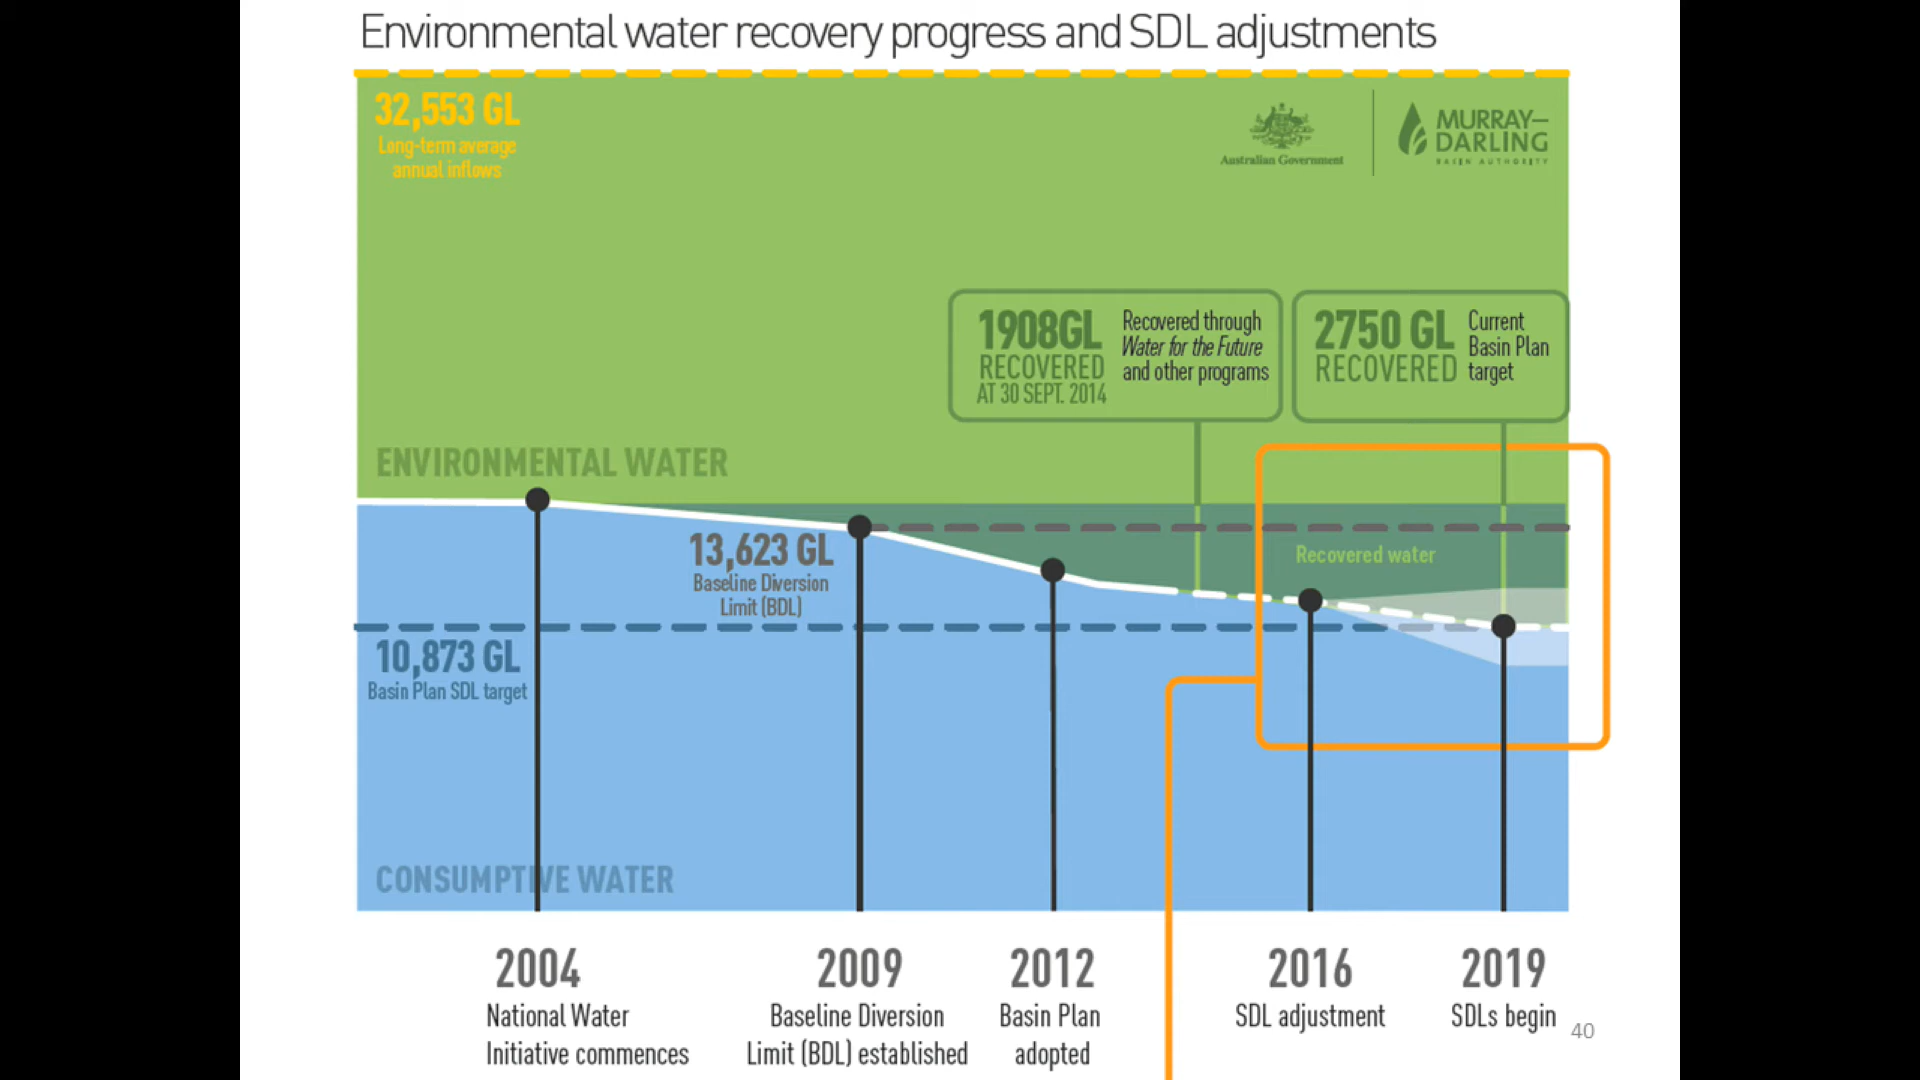 Environmental water recovery progress and SDL adjustments
32,553 GL
Long-term average
annual inflows
Australian Government
MURRAY–
DARLING
BASIN AUTHORITY
1908GL
RECOVERED
AT 30 SEPT. 2014
Recovered through
Water for the Future
and other programs
2750 GL
RECOVERED
Current
Basin Plan
target
ENVIRONMENTAL WATER
13,623 GL
Baseline Diversion
Limit (BDL)
Recovered water
10,873 GL
Basin Plan SDL target
CONSUMPTIVE WATER
2004
National Water
Initiative commences
2009
Baseline Diversion
Limit (BDL) established
2012
Basin Plan
adopted
2016
SDL adjustment
2019
SDLs begin
40